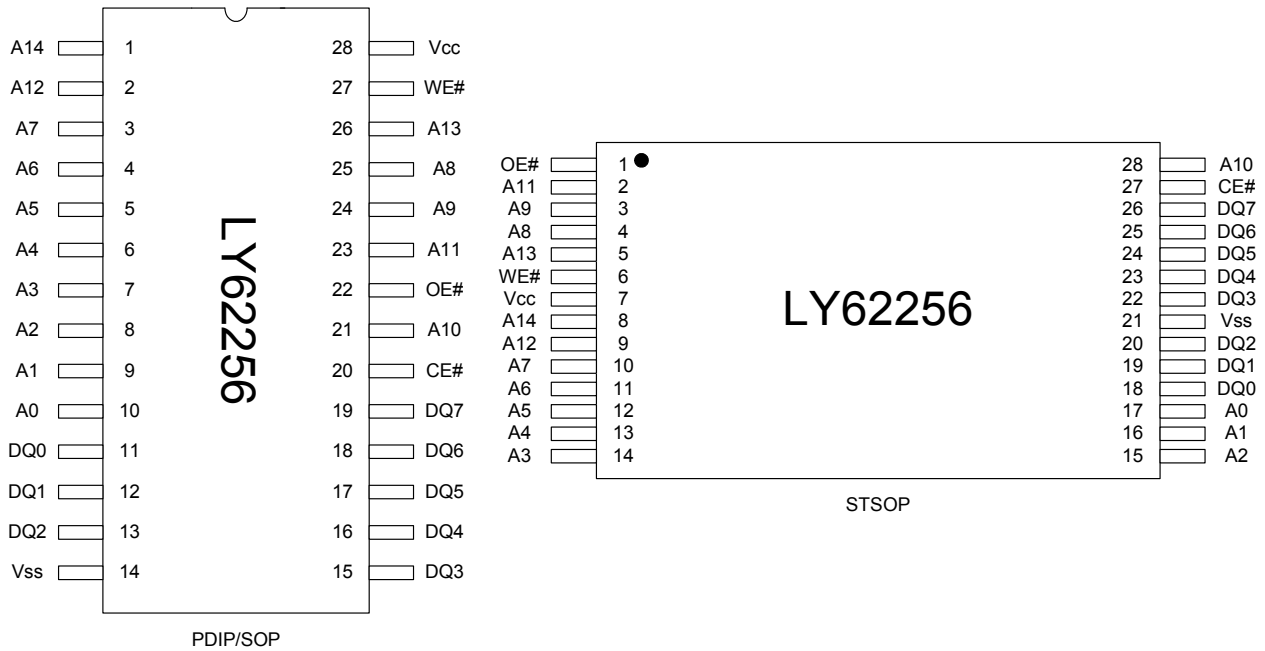 A14 1 28 Vcc
A12 2 27 WE#
A7 3 26 A13
A6 4 25 A8
A5 5 24 A9
A4 6 23 A11
A3 7 22 OE#
A2 8 21 A10
A1 9 20 CE#
A0 10 19 DQ7
DQ0 11 18 DQ6
DQ1 12 17 DQ5
DQ2 13 16 DQ4
Vss 14 15 DQ3
LY62256
PDIP/SOP
OE# 1 28 A10
A11 2 27 CE#
A9 3 26 DQ7
A8 4 25 DQ6
A13 5 24 DQ5
WE# 6 23 DQ4
Vcc 7 22 DQ3
A14 8 21 Vss
A12 9 20 DQ2
A7 10 19 DQ1
A6 11 18 DQ0
A5 12 17 A0
A4 13 16 A1
A3 14 15 A2
LY62256
STSOP